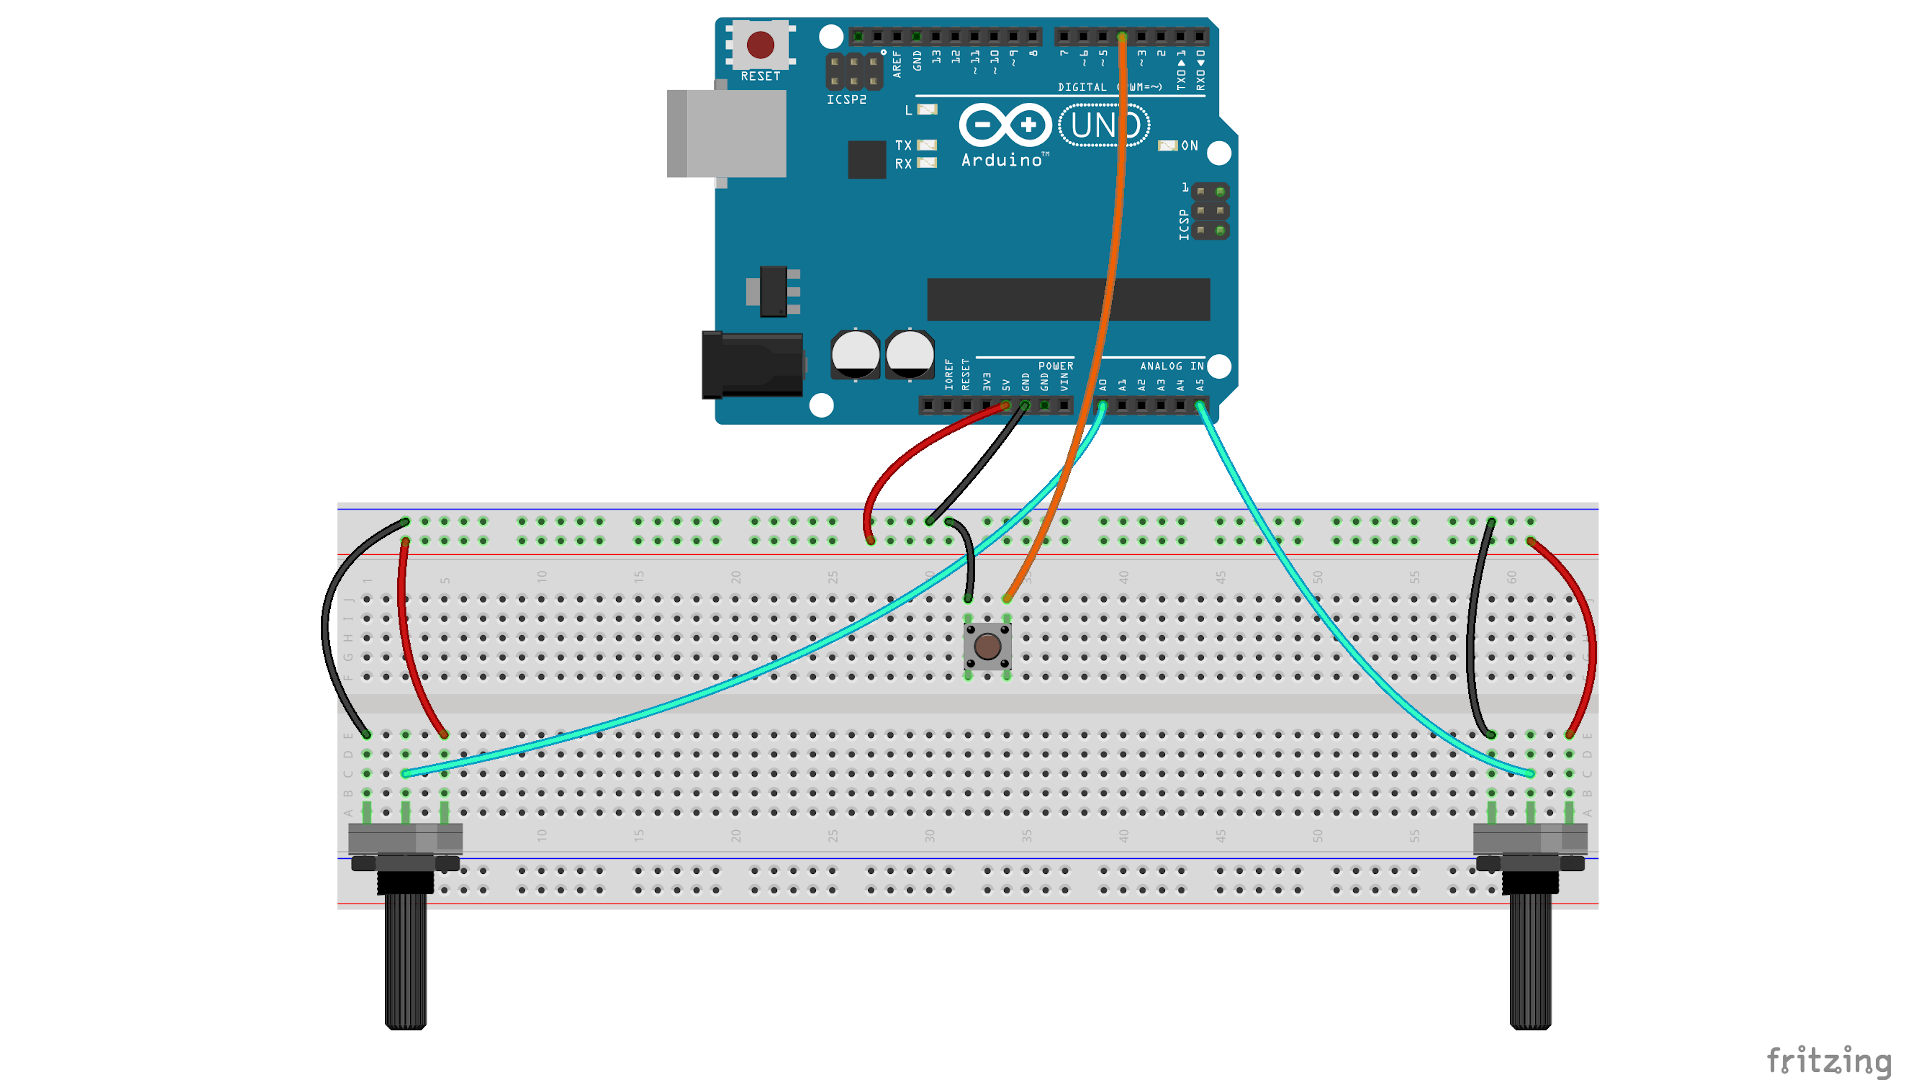 RESET
ICSP2
AREF
GND
13
12
~11
~10
~9
8
7
~6
~5
~3
2
TX0▶1
RX0◀0
DIGITAL (PWM=~)
L
TX
RX
UNO
Arduino™
ON
1
ICSP
IOREF
RESET
3V3
5V
GND
GND
VIN
POWER
A0
A1
A2
A3
A4
A5
ANALOG IN
1 5 10 15 20 25 30 35 40 45 50 55 60
J
I
H
G
F
E E
D D
C C
B B
A A
10 15 20 25 30 35 40 45 50 55
fritzing